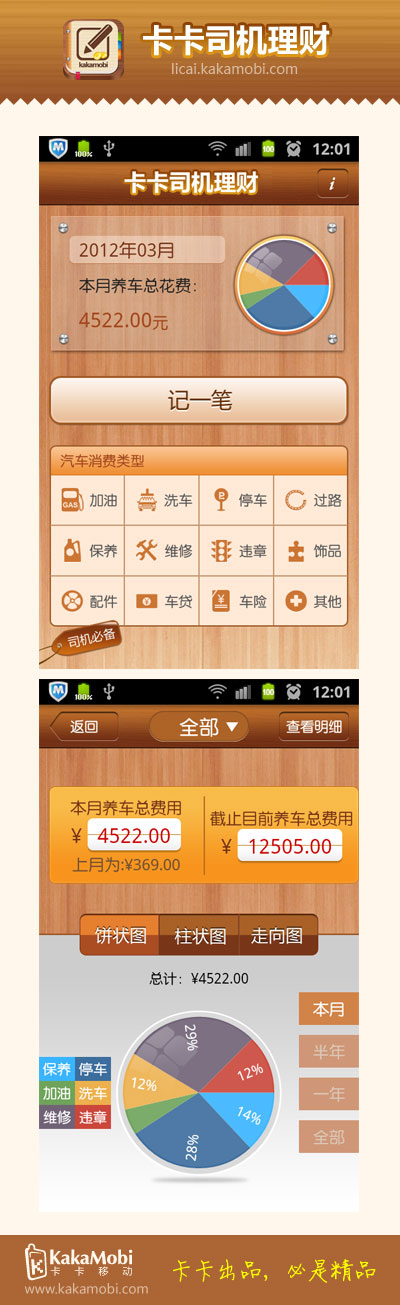 卡卡司机理财
licai.kakamobi.com
kakamobi
100%
100
12:01
卡卡司机理财
i
2012年03月
本月养车总花费：
4522.00元
记一笔
汽车消费类型
GAS 加油 洗车 P 停车 过路
保养 维修 违章 饰品
配件 车贷 车险 其他
司机必备
100%
100
12:01
返回 全部 查看明细
本月养车总费用
¥ 4522.00
上月为:¥369.00
截止目前养车总费用
¥ 12505.00
饼状图 柱状图 走向图
总计： ¥4522.00
本月
半年
一年
全部
保养 停车
加油 洗车
维修 违章
29%
12%
12%
14%
28%
KakaMobi
卡卡移动
www.kakamobi.com
卡卡出品，必是精品